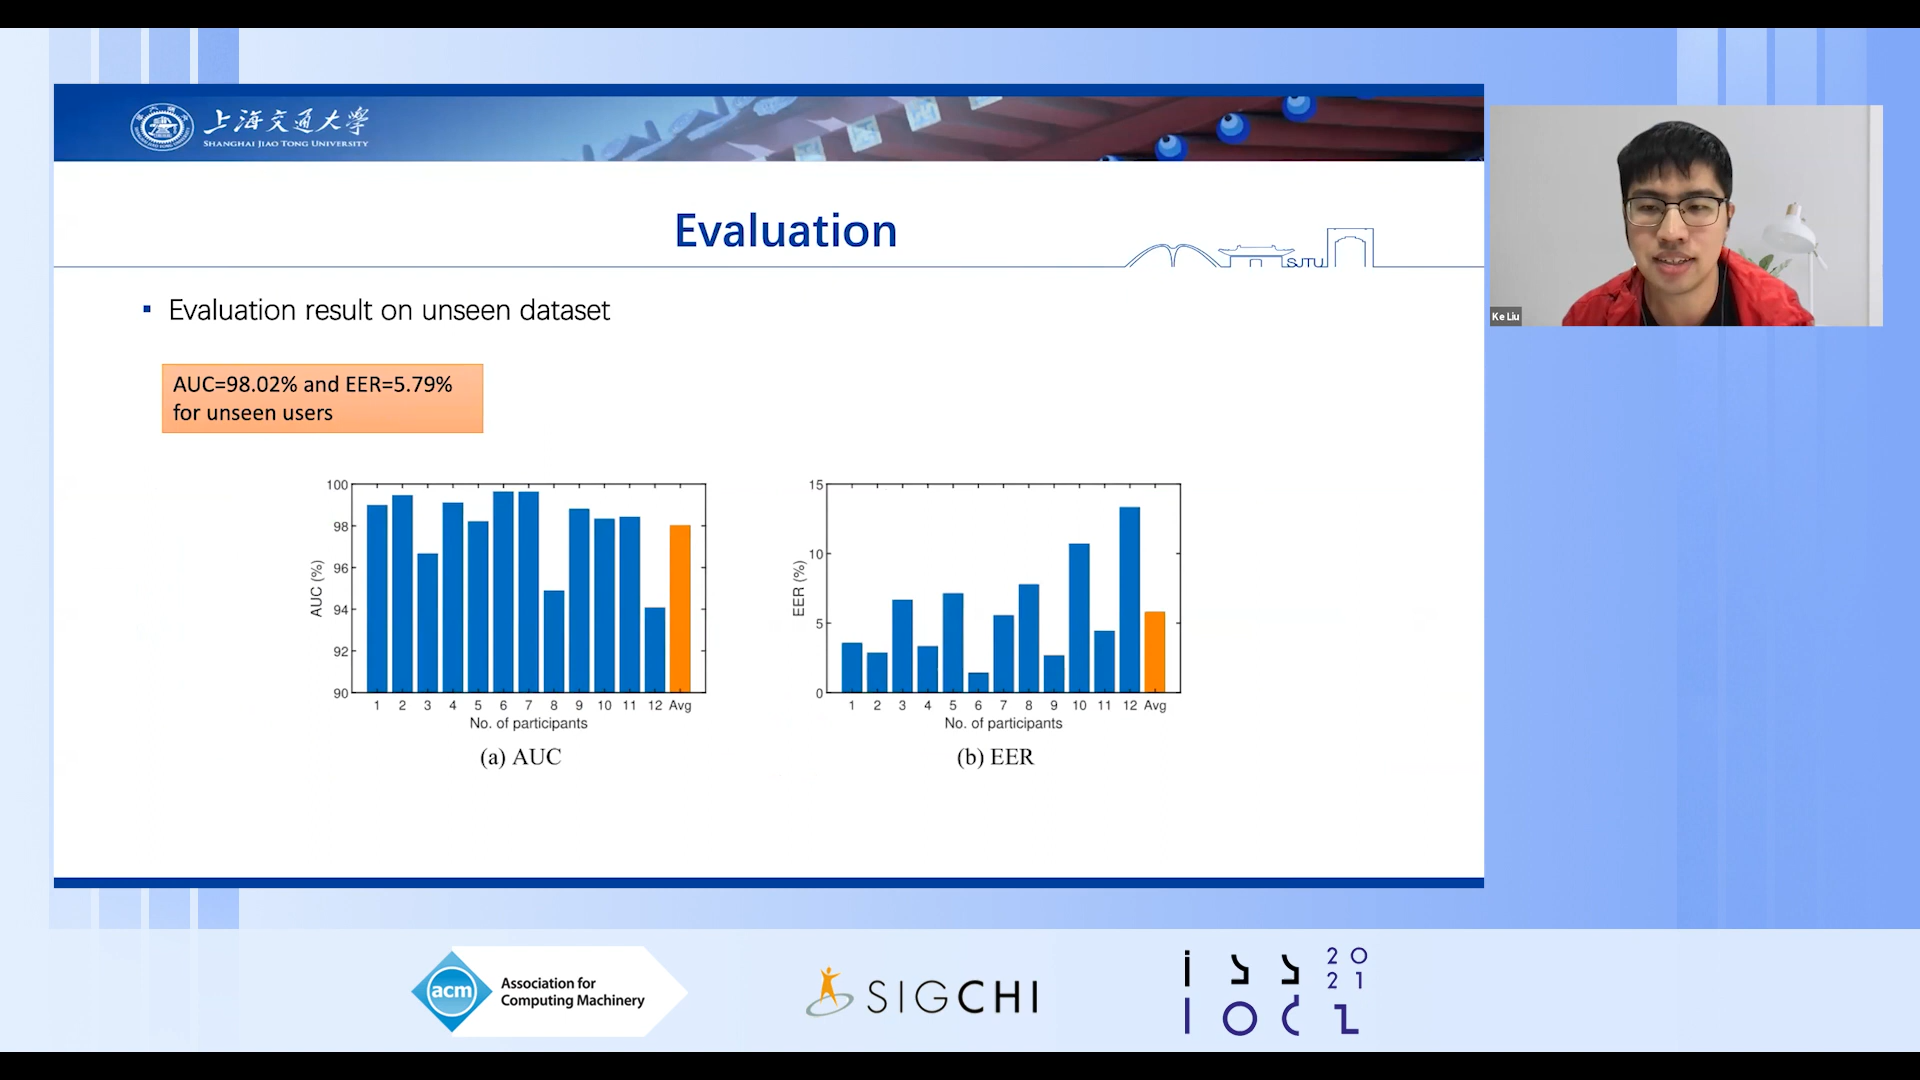 上海交通大學
SHANGHAI JIAO TONG UNIVERSITY
Evaluation
SJTU
▪ Evaluation result on unseen dataset
AUC=98.02% and EER=5.79%
for unseen users
100
98
96
94
92
90
AUC (%)
1 2 3 4 5 6 7 8 9 10 11 12 Avg
No. of participants
(a) AUC
15
10
5
0
EER (%)
1 2 3 4 5 6 7 8 9 10 11 12 Avg
No. of participants
(b) EER
Ke Liu
acm
Association for
Computing Machinery
SIGCHI
iss 2021